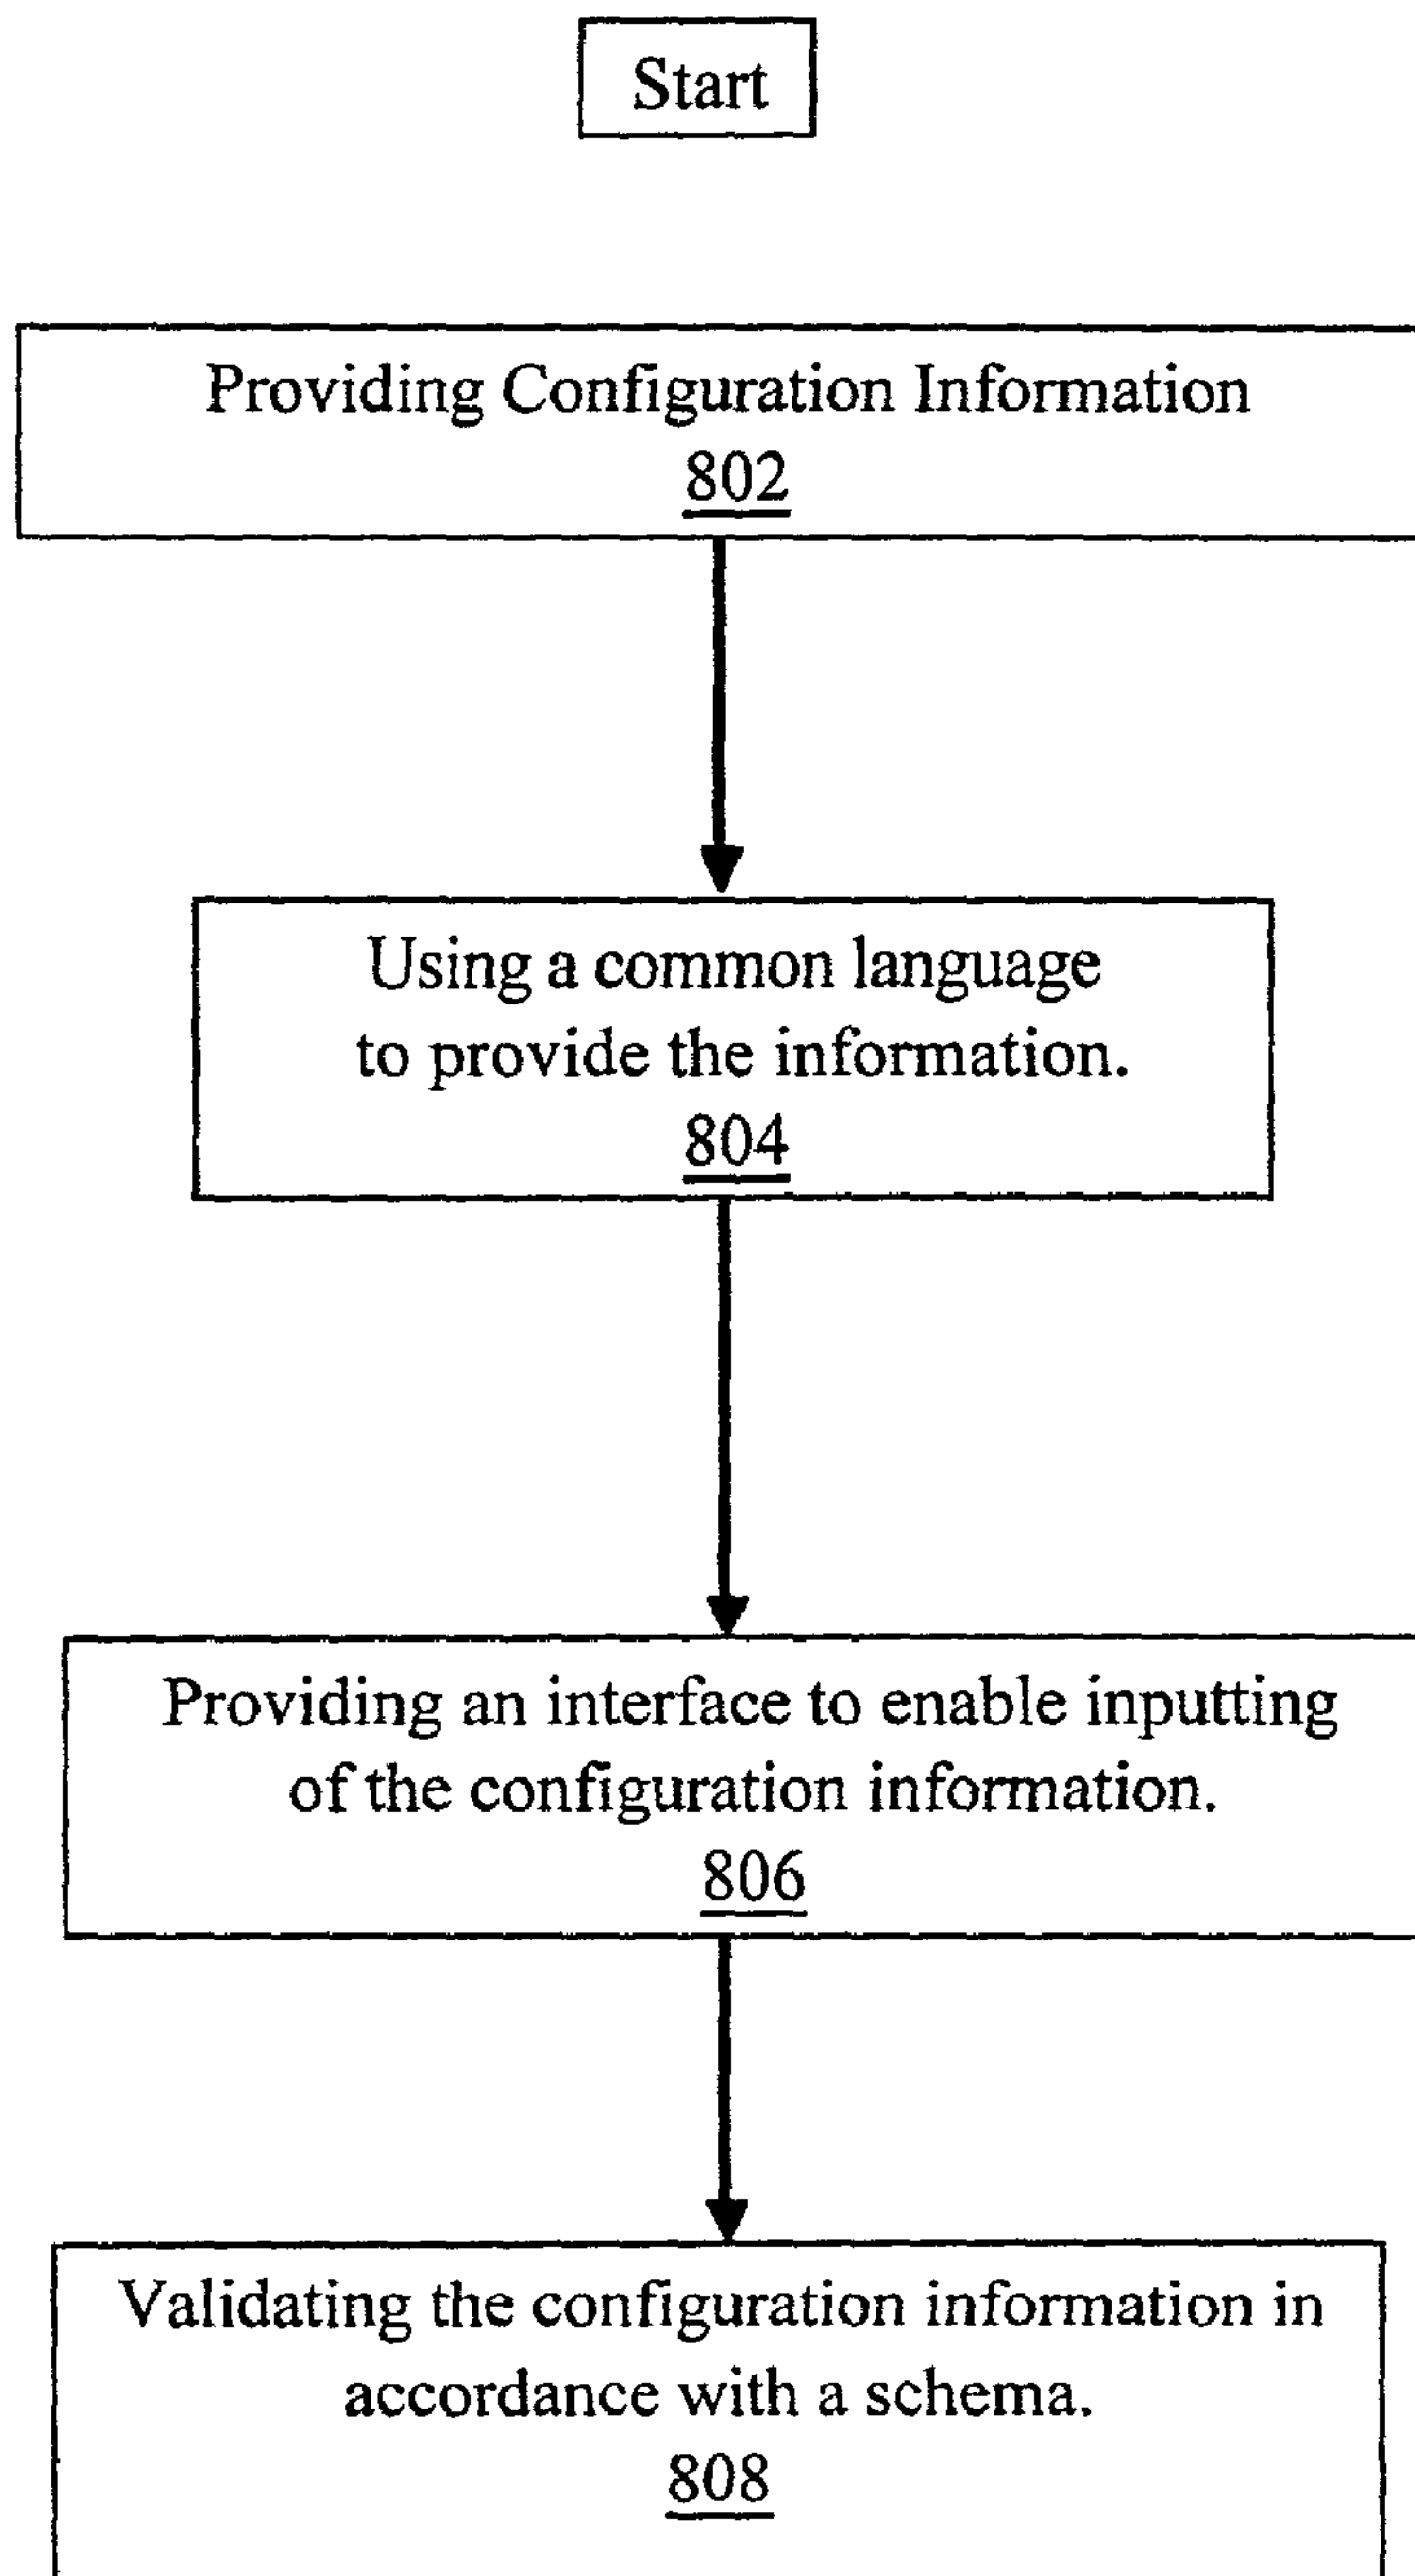 Start
Providing Configuration Information
802
Using a common language
to provide the information.
804
Providing an interface to enable inputting
of the configuration information.
806
Validating the configuration information in
accordance with a schema.
808